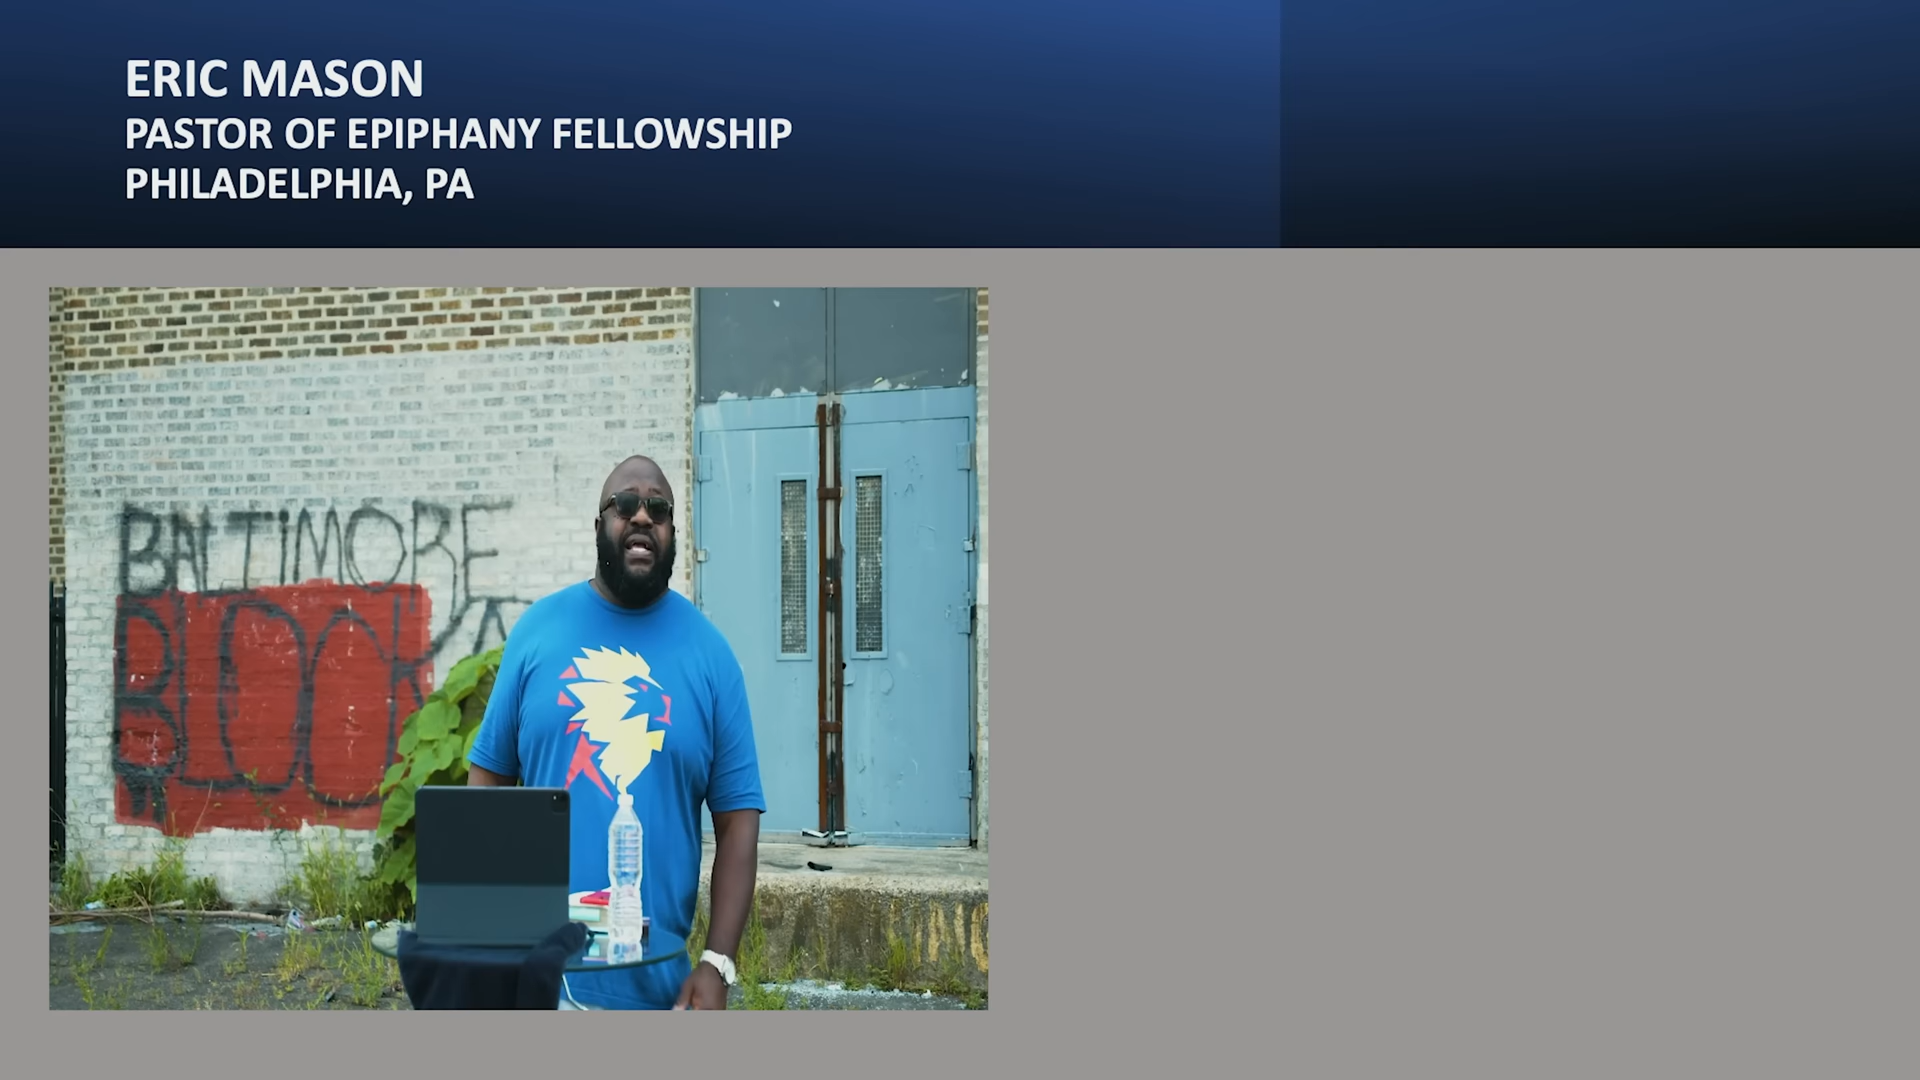 ERIC MASON
PASTOR OF EPIPHANY FELLOWSHIP
PHILADELPHIA, PA
BALTIMORE
BLOCK